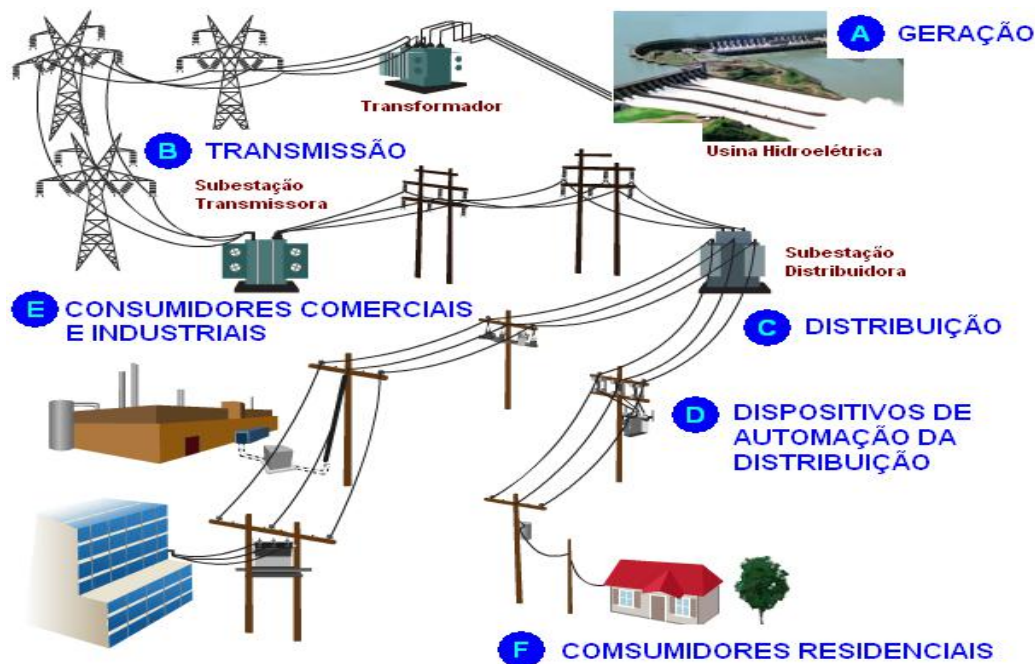 A GERAÇÃO
Transformador
Usina Hidroelétrica
B TRANSMISSÃO
Subestação
Transmissora
Subestação
Distribuidora
E CONSUMIDORES COMERCIAIS
E INDUSTRIAIS
C DISTRIBUIÇÃO
D DISPOSITIVOS DE
AUTOMAÇÃO DA
DISTRIBUIÇÃO
F COMSUMIDORES RESIDENCIAIS